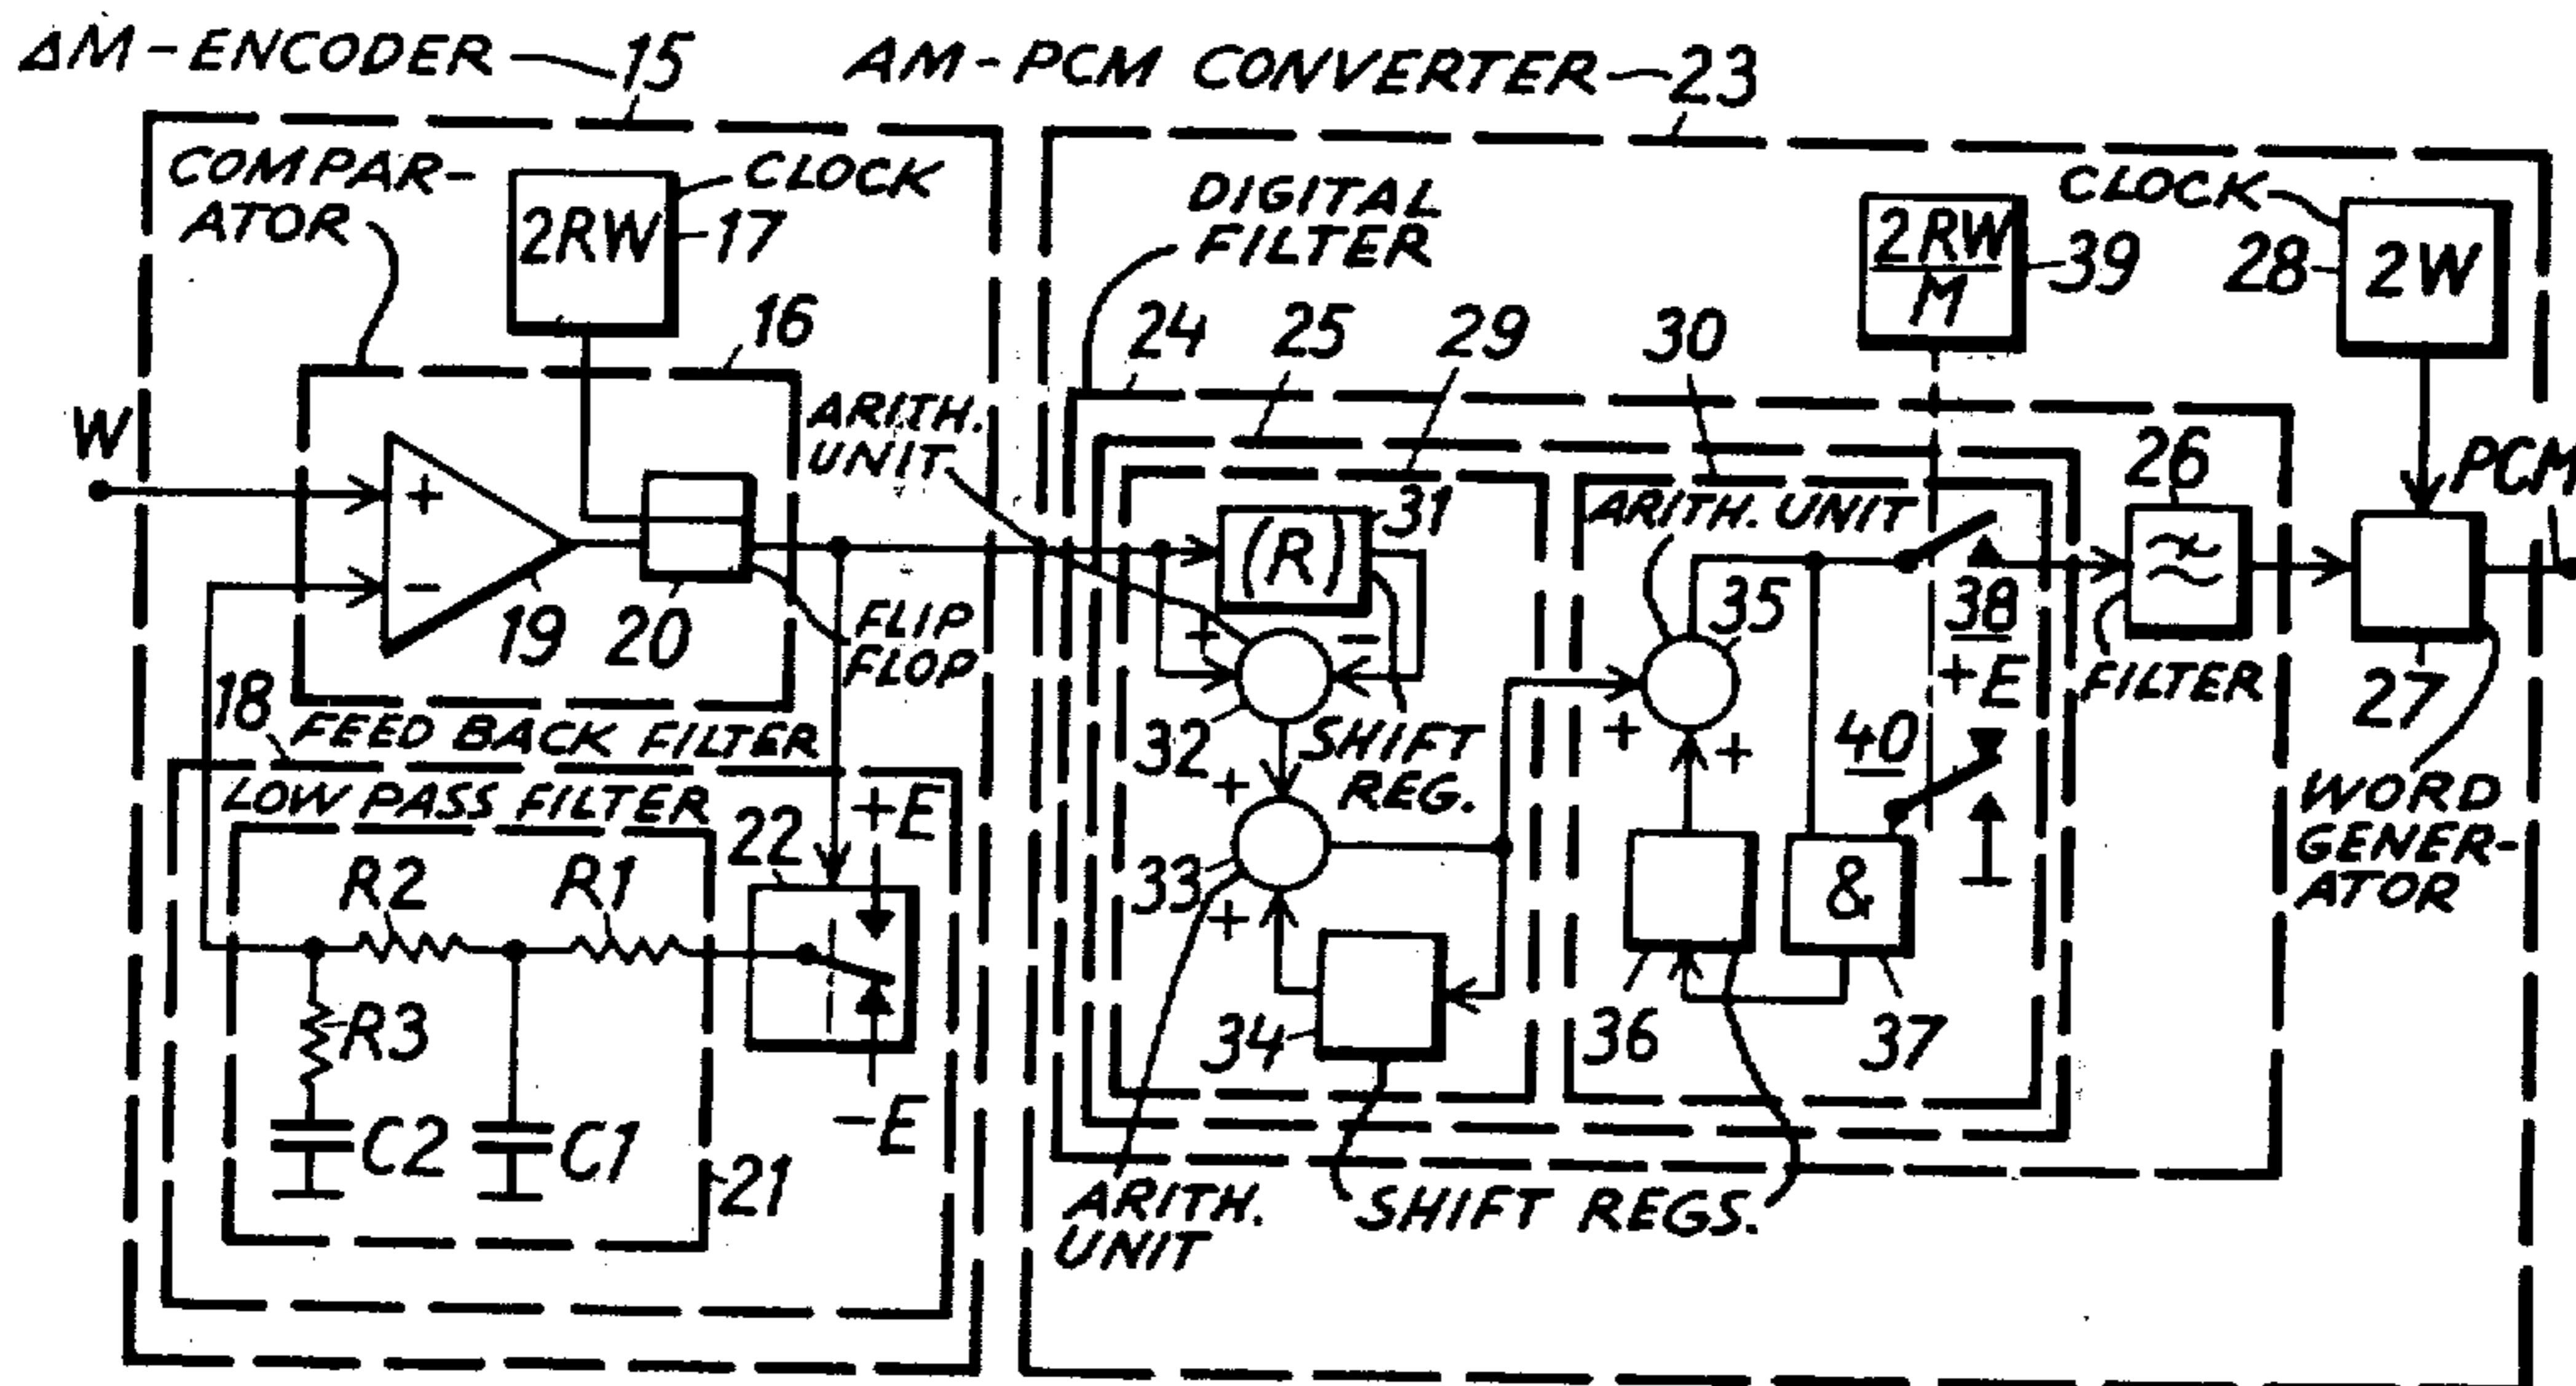 ΔM-ENCODER 15
AM-PCM CONVERTER 23
COMPAR-
ATOR
2RW
CLOCK
17
16
W
+
-
19
20
FLIP
FLOP
ARITH.
UNIT
18
FEED BACK FILTER
LOW PASS FILTER
R2
R1
R3
C2
C1
21
22
+E
-E
DIGITAL
FILTER
24
25
29
30
2RW
M
39
CLOCK
28
2W
(R)
31
+
-
32
SHIFT
REG.
+
33
+
34
ARITH. UNIT
35
+
+
36
&
37
38
+E
40
26
FILTER
PCM
27
WORD
GENER-
ATOR
ARITH.
UNIT
SHIFT REGS.